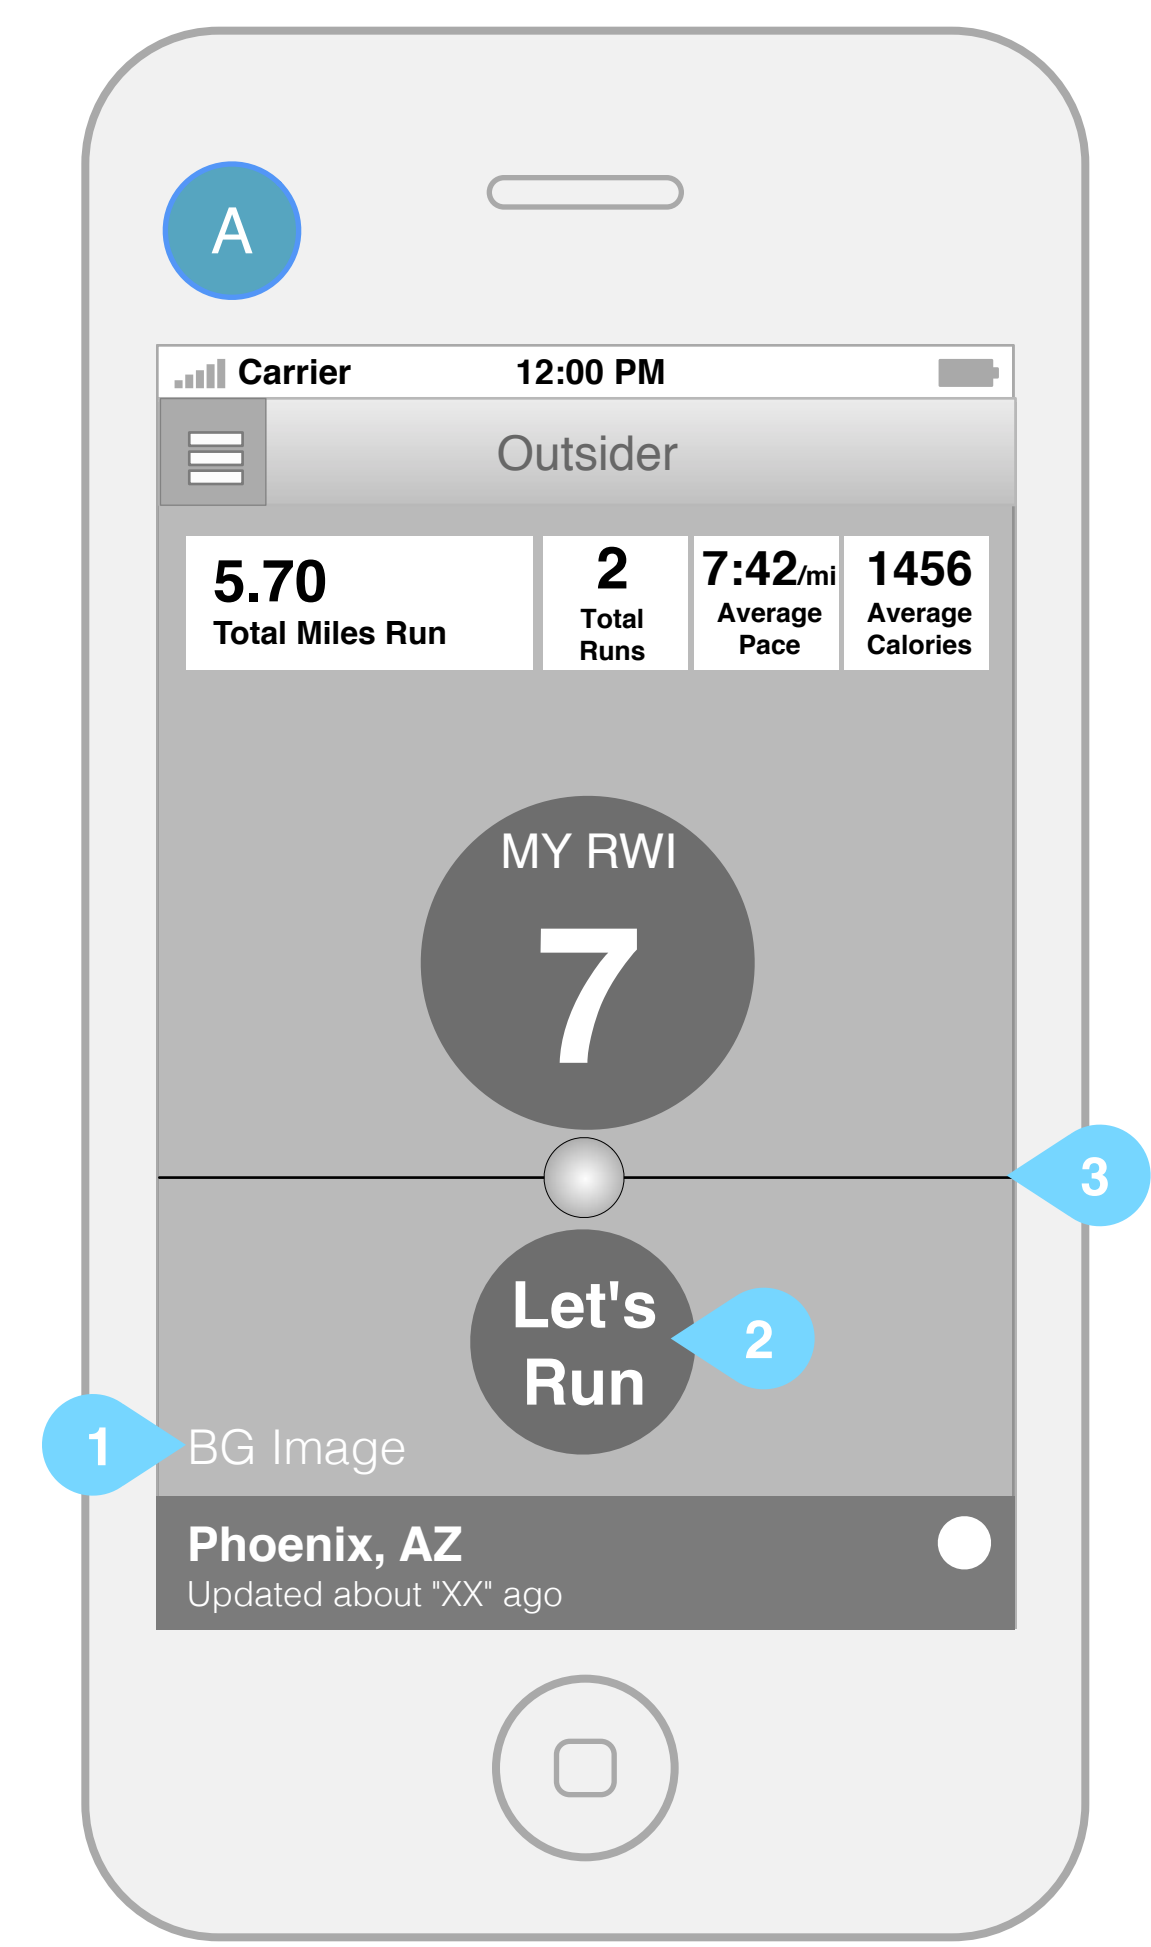 A
Carrier 12:00 PM
Outsider
5.70
Total Miles Run
2
Total
Runs
7:42/mi
Average
Pace
1456
Average
Calories
MY RWI
7
3
Let's
Run
2
1
BG Image
Phoenix, AZ
Updated about "XX" ago